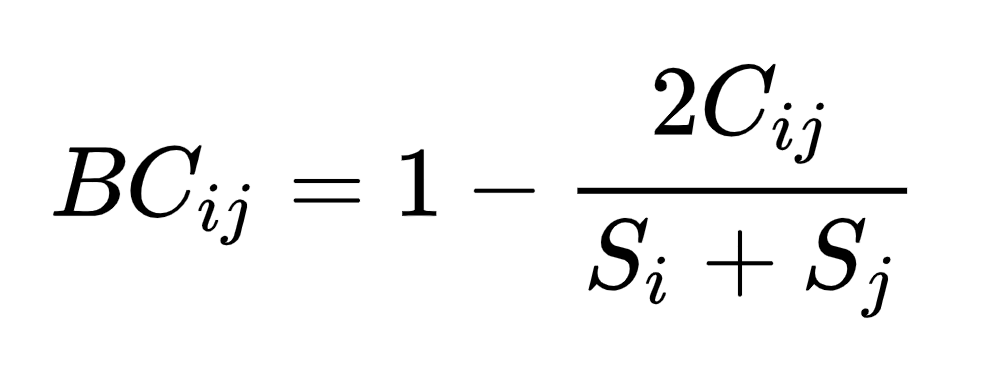 BC_{ij} = 1 - \frac{2C_{ij}}{S_i + S_j}